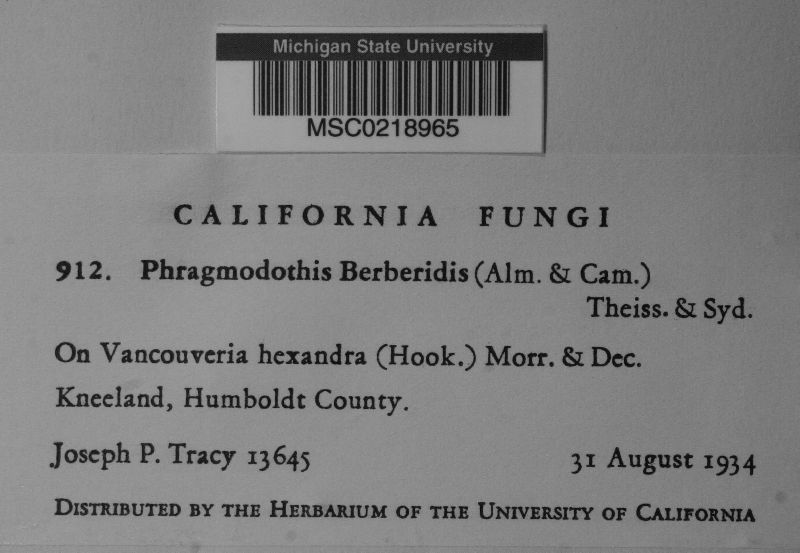 Michigan State University
MSC0218965
CALIFORNIA FUNGI
912. Phragmodothis Berberidis (Alm. & Cam.)
Theiss. & Syd.
On Vancouveria hexandra (Hook.) Morr. & Dec.
Kneeland, Humboldt County.
Joseph P. Tracy 13645 31 August 1934
DISTRIBUTED BY THE HERBARIUM OF THE UNIVERSITY OF CALIFORNIA